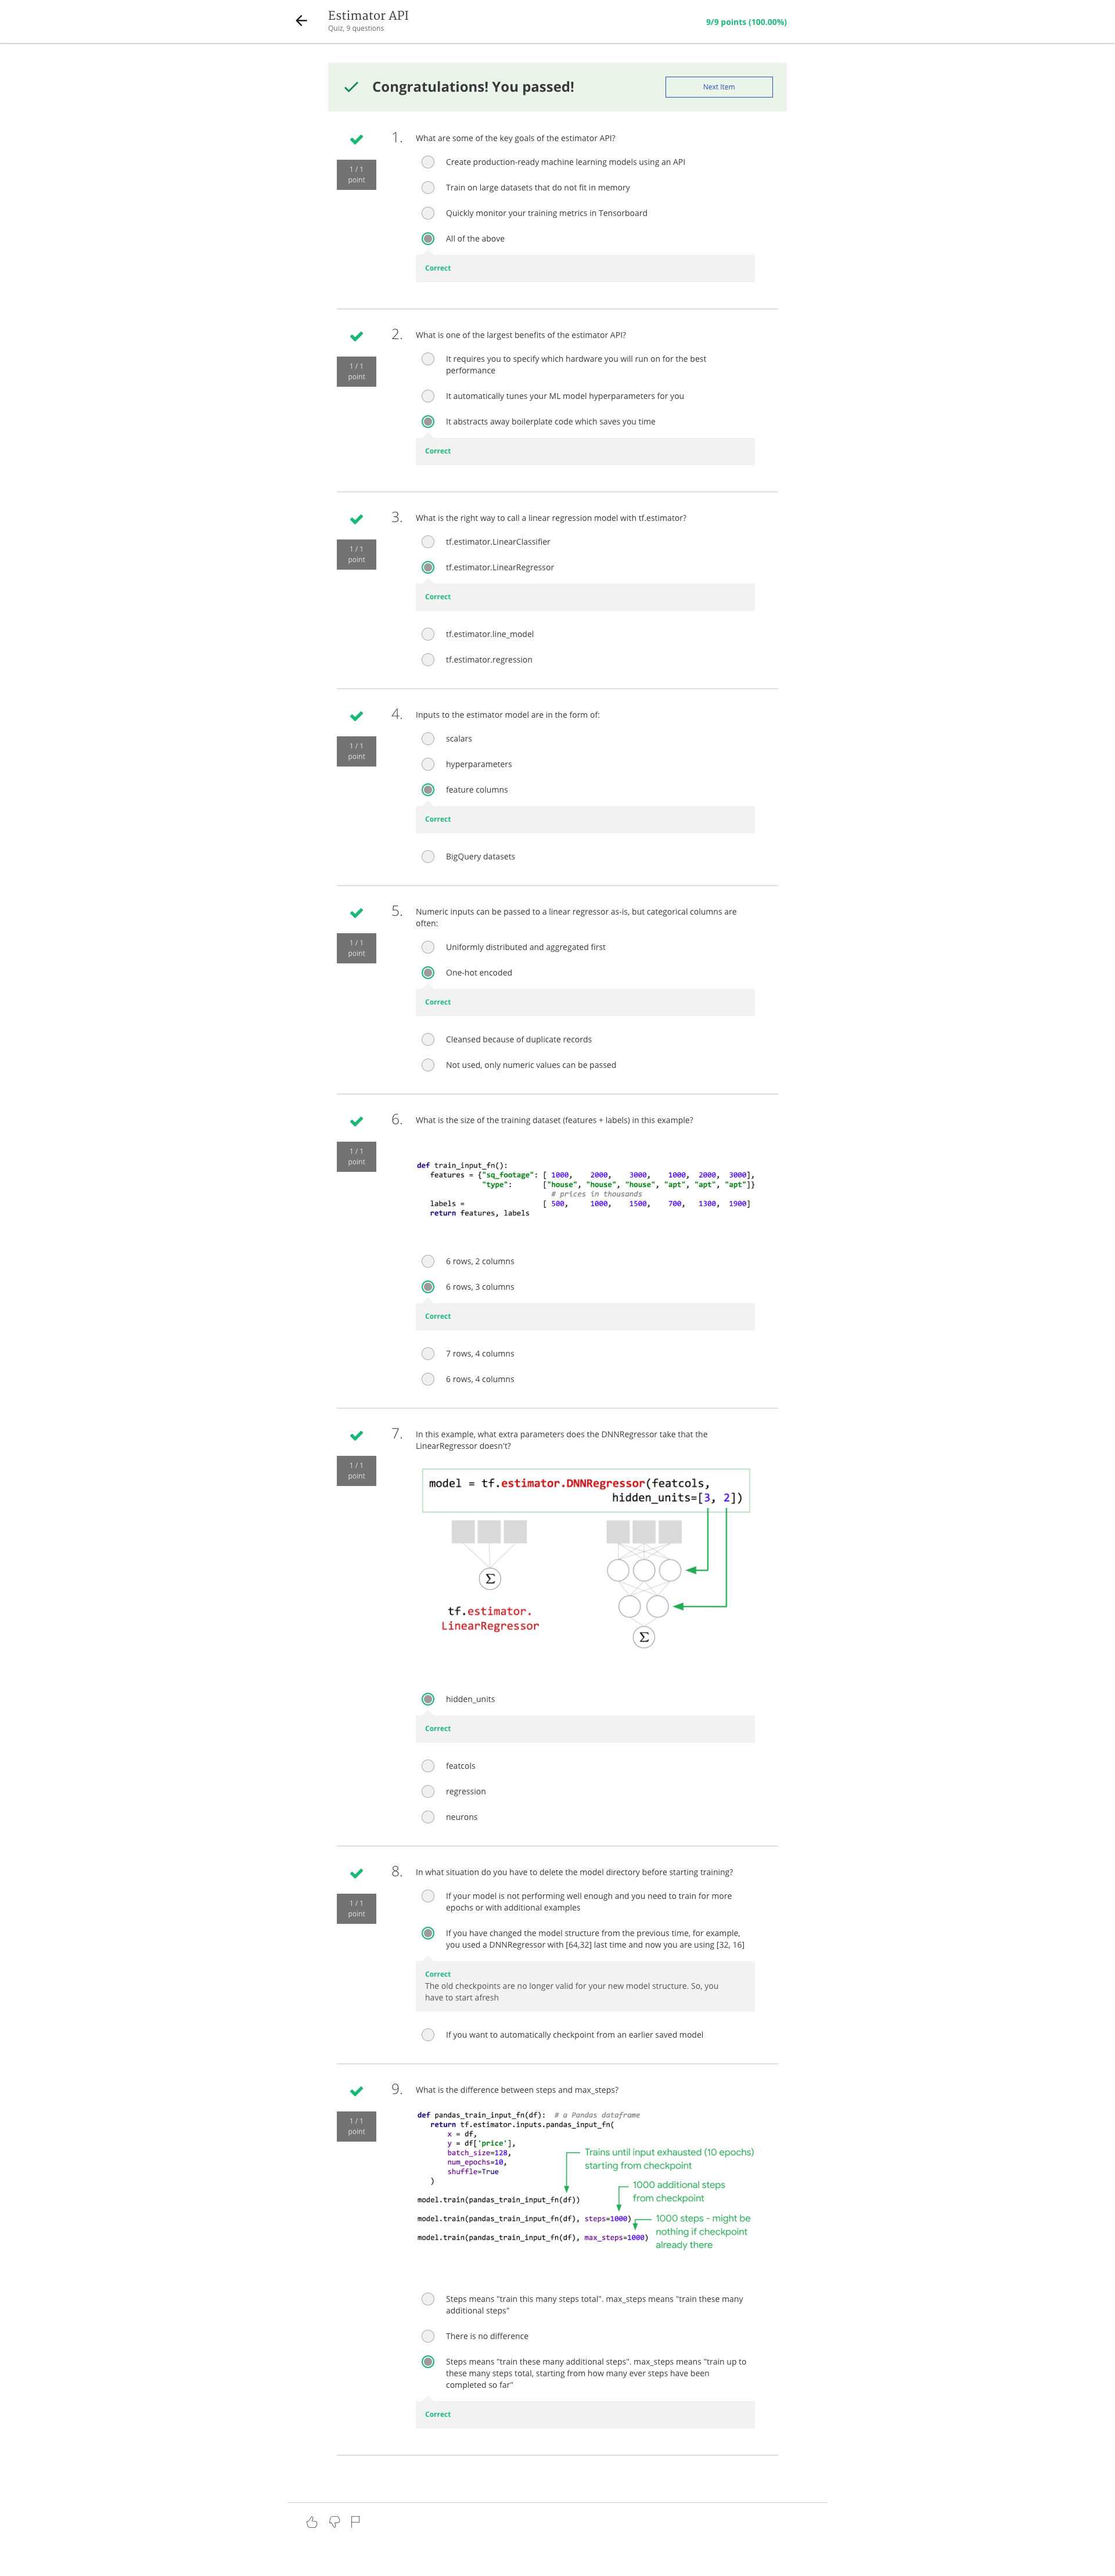 Estimator API
Quiz, 9 questions
9/9 points (100.00%)
Congratulations! You passed!
Next Item
1.
What are some of the key goals of the estimator API?
1 / 1
point
Create production-ready machine learning models using an API
Train on large datasets that do not fit in memory
Quickly monitor your training metrics in Tensorboard
All of the above
Correct
2.
What is one of the largest benefits of the estimator API?
1 / 1
point
It requires you to specify which hardware you will run on for the best
performance
It automatically tunes your ML model hyperparameters for you
It abstracts away boilerplate code which saves you time
Correct
3.
What is the right way to call a linear regression model with tf.estimator?
1 / 1
point
tf.estimator.LinearClassifier
tf.estimator.LinearRegressor
Correct
tf.estimator.line_model
tf.estimator.regression
4.
Inputs to the estimator model are in the form of:
1 / 1
point
scalars
hyperparameters
feature columns
Correct
BigQuery datasets
5.
Numeric inputs can be passed to a linear regressor as-is, but categorical columns are
often:
1 / 1
point
Uniformly distributed and aggregated first
One-hot encoded
Correct
Cleansed because of duplicate records
Not used, only numeric values can be passed
6.
What is the size of the training dataset (features + labels) in this example?
1 / 1
point
def train_input_fn():
features = {"sq_footage": [ 1000, 2000, 3000, 1000, 2000, 3000],
"type": ["house", "house", "house", "apt", "apt", "apt"]}
# prices in thousands
labels = [ 500, 1000, 1500, 700, 1300, 1900]
return features, labels
6 rows, 2 columns
6 rows, 3 columns
Correct
7 rows, 4 columns
6 rows, 4 columns
7.
In this example, what extra parameters does the DNNRegressor take that the
LinearRegressor doesn't?
1 / 1
point
model = tf.estimator.DNNRegressor(featcols,
hidden_units=[3, 2])
Σ
tf.estimator.
LinearRegressor
Σ
hidden_units
Correct
featcols
regression
neurons
8.
In what situation do you have to delete the model directory before starting training?
1 / 1
point
If your model is not performing well enough and you need to train for more
epochs or with additional examples
If you have changed the model structure from the previous time, for example,
you used a DNNRegressor with [64,32] last time and now you are using [32, 16]
Correct
The old checkpoints are no longer valid for your new model structure. So, you
have to start afresh
If you want to automatically checkpoint from an earlier saved model
9.
What is the difference between steps and max_steps?
1 / 1
point
def pandas_train_input_fn(df): # a Pandas dataframe
return tf.estimator.inputs.pandas_input_fn(
x = df,
y = df['price'],
batch_size=128,
num_epochs=10,
shuffle=True
)
Trains until input exhausted (10 epochs)
starting from checkpoint
model.train(pandas_train_input_fn(df))
1000 additional steps
from checkpoint
model.train(pandas_train_input_fn(df), steps=1000)
1000 steps - might be
nothing if checkpoint
already there
model.train(pandas_train_input_fn(df), max_steps=1000)
Steps means "train this many steps total". max_steps means "train these many
additional steps"
There is no difference
Steps means "train these many additional steps". max_steps means "train up to
these many steps total, starting from how many ever steps have been
completed so far"
Correct